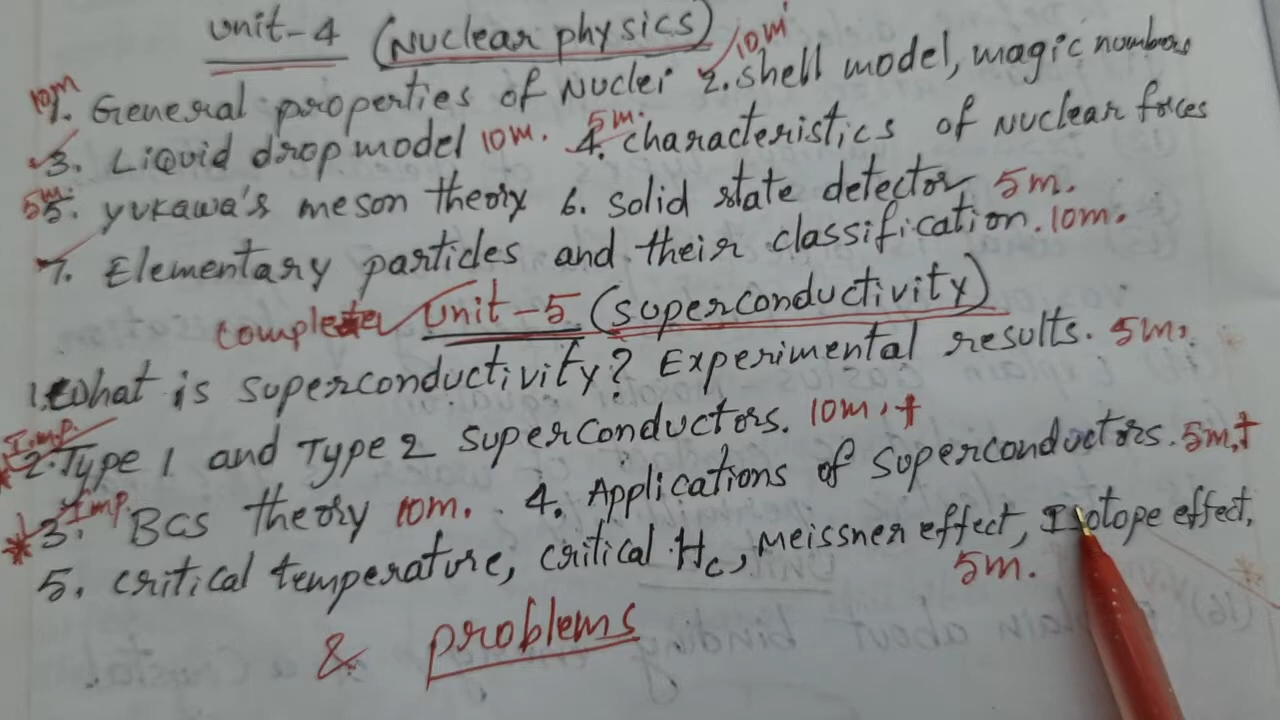 Unit-4 (Nuclear physics)
10m 1. General properties of Nuclei 2. shell model, magic numbers 10m
3. Liquid drop model 10m. 4. characteristics of Nuclear forces 5m.
5m. 5. yukawa's meson theory 6. solid state detector 5m.
7. Elementary particles and their classification. 10m.
complete Unit-5 (superconductivity)
1. What is superconductivity? Experimental results. 5m.
Imp. 2. Type 1 and Type 2 superconductors. 10m.+
3. Imp. BCS theory 10m. 4. Applications of superconductors. 5m,+
5. critical temperature, critical Hc, Meissner effect, Isotope effect,
5m.
& problems